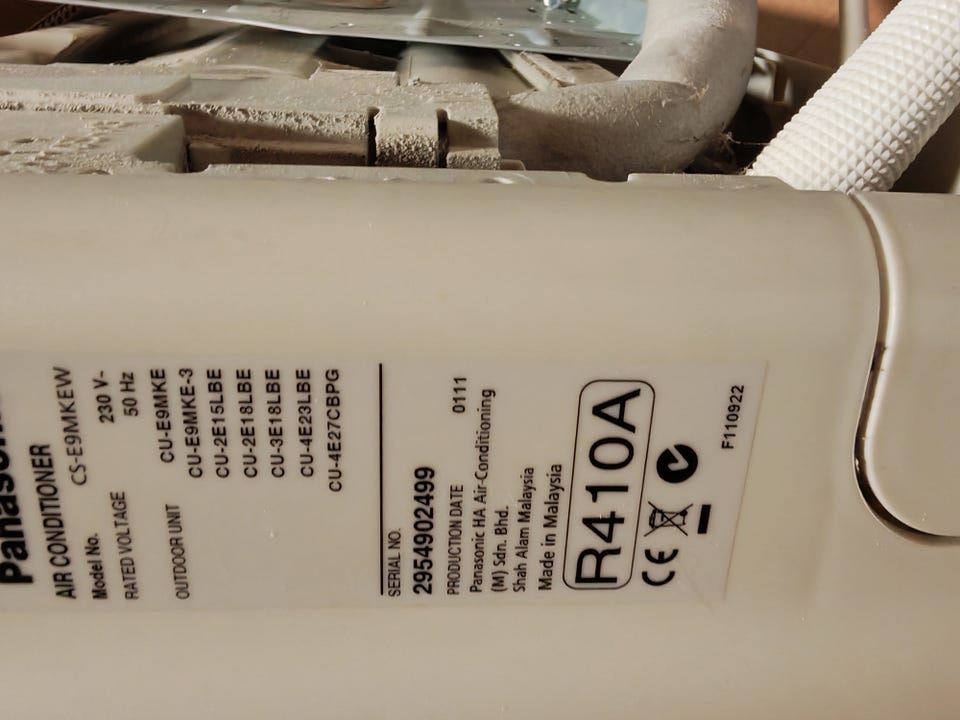 Panasonic
AIR CONDITIONER
Model No. CS-E9MKEW
RATED VOLTAGE 230 V~
50 Hz
OUTDOOR UNIT CU-E9MKE
CU-E9MKE-3
CU-2E15LBE
CU-2E18LBE
CU-3E18LBE
CU-4E23LBE
CU-4E27CBPG
SERIAL NO.
2954902499
PRODUCTION DATE 0111
Panasonic HA Air-Conditioning
(M) Sdn. Bhd.
Shah Alam Malaysia
Made in Malaysia
R410A
CE
F110922